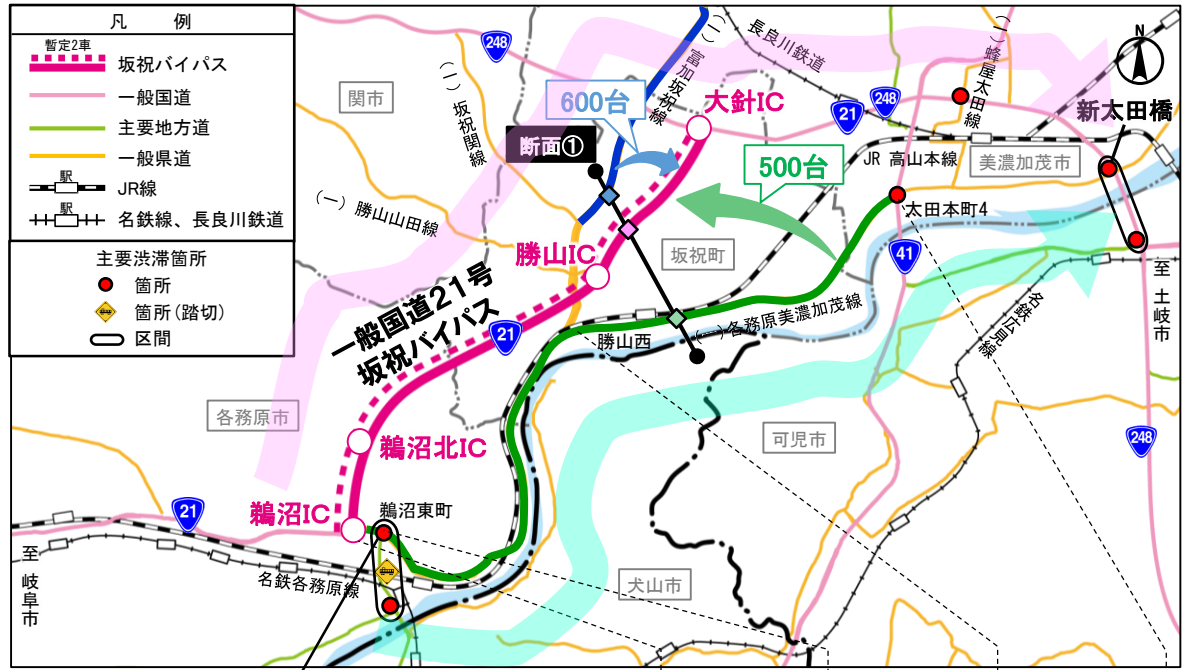 凡　例
暫定2車
坂祝バイパス
一般国道
主要地方道
一般県道
駅
JR線
駅
名鉄線、長良川鉄道
主要渋滞箇所
箇所
箇所(踏切)
区間
248
関市
(一)坂祝関線
(一)富加坂祝線
600台
断面①
大針IC
長良川鉄道
21
248
(一)蜂屋太田線
N
新太田橋
JR 高山本線
美濃加茂市
500台
太田本町4
(一)勝山山田線
勝山IC
坂祝町
41
至 土岐市
一般国道21号
坂祝バイパス
21
勝山西
(一)各務原美濃加茂線
名鉄広見線
各務原市
鵜沼北IC
可児市
248
21
鵜沼IC
鵜沼東町
至 岐阜市
名鉄各務原線
犬山市